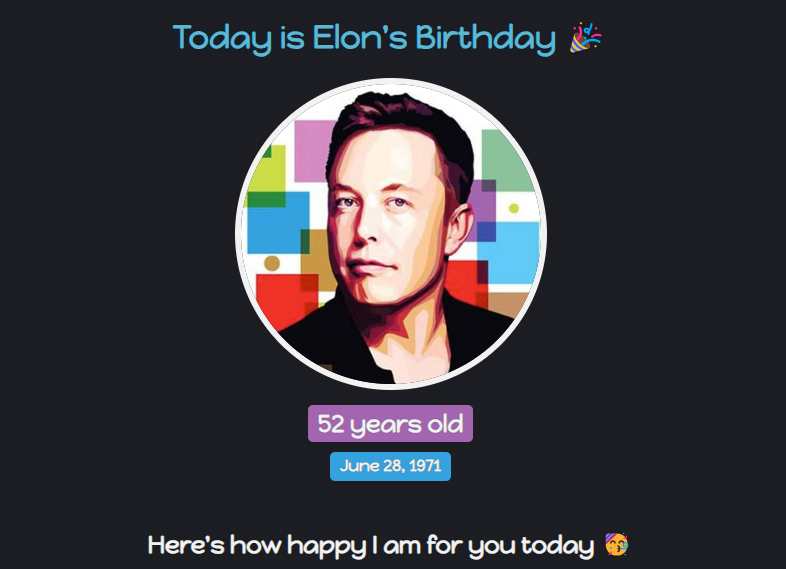 Today is Elon's Birthday 🎉
52 years old
June 28, 1971
Here's how happy I am for you today 🥳